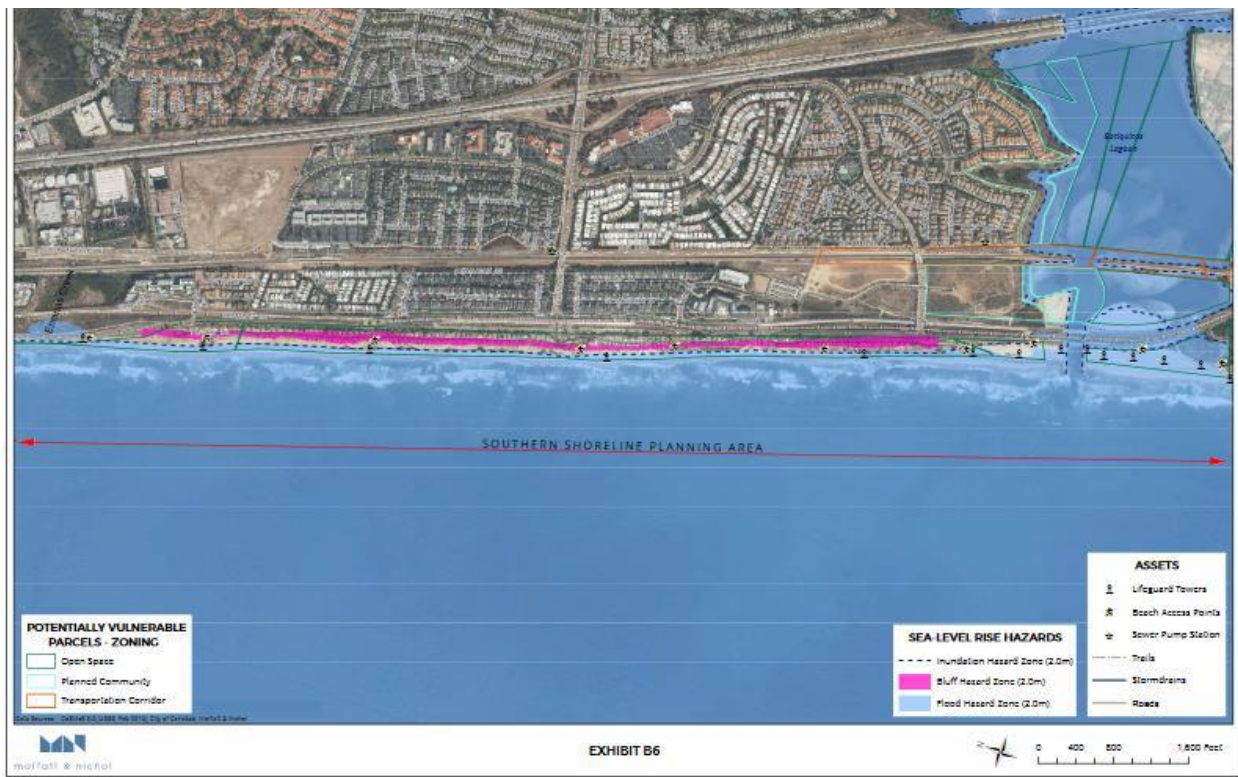 Batiquitos
Lagoon
SOUTHERN SHORELINE PLANNING AREA
POTENTIALLY VULNERABLE
PARCELS - ZONING
Open Space
Planned Community
Transportation Corridor
SEA-LEVEL RISE HAZARDS
Inundation Hazard Zone (2.0m)
Bluff Hazard Zone (2.0m)
Flood Hazard Zone (2.0m)
ASSETS
Lifeguard Towers
Beach Access Points
Sewer Pump Station
Trails
Stormdrains
Roads
moffatt & nichol
EXHIBIT B6
N
0 400 800 1,600 Feet